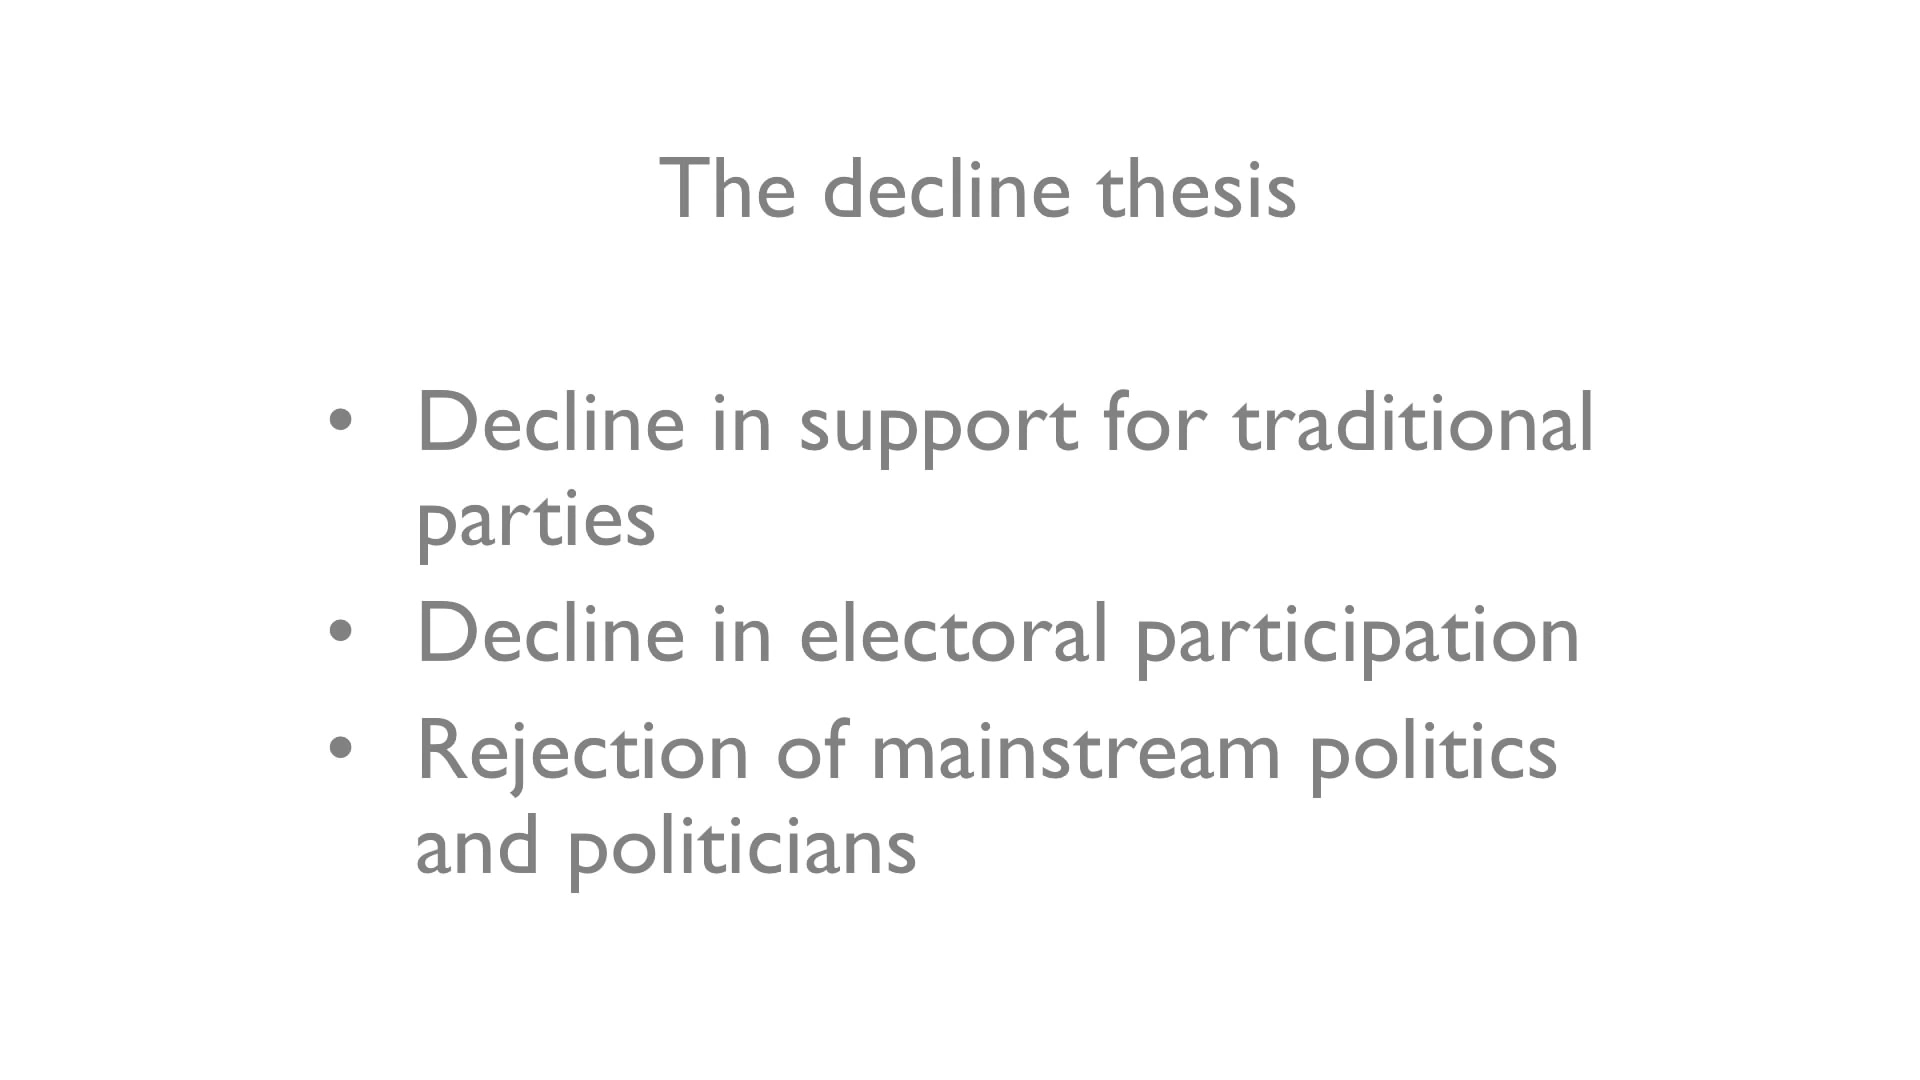 The decline thesis
• Decline in support for traditional
parties
• Decline in electoral participation
• Rejection of mainstream politics
and politicians